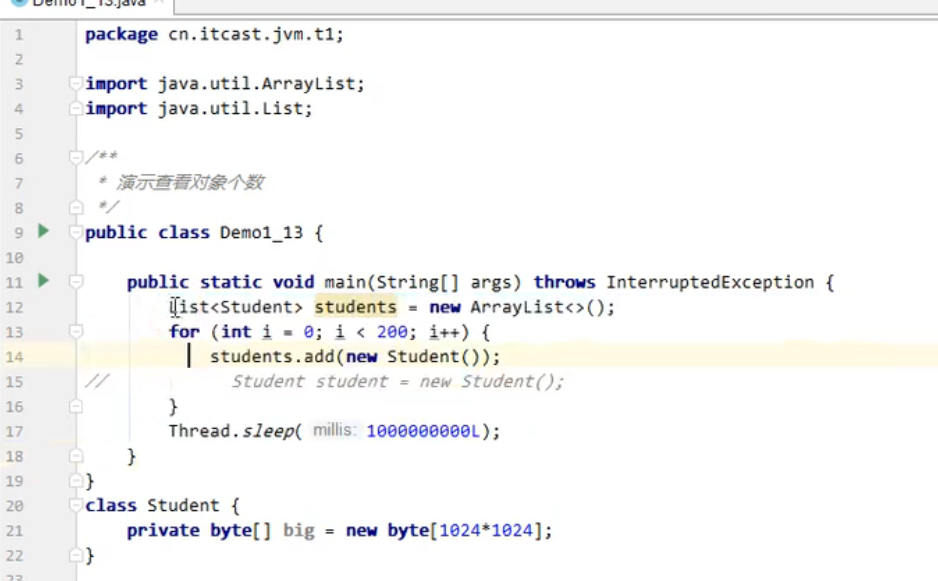 Demo1_13.java
1 package cn.itcast.jvm.t1;
2
3 import java.util.ArrayList;
4 import java.util.List;
5
6 /**
7 * 演示查看对象个数
8 */
9 public class Demo1_13 {
10
11 public static void main(String[] args) throws InterruptedException {
12 List<Student> students = new ArrayList<>();
13 for (int i = 0; i < 200; i++) {
14 students.add(new Student());
15 // Student student = new Student();
16 }
17 Thread.sleep( millis: 1000000000L);
18 }
19 }
20 class Student {
21 private byte[] big = new byte[1024*1024];
22 }
23